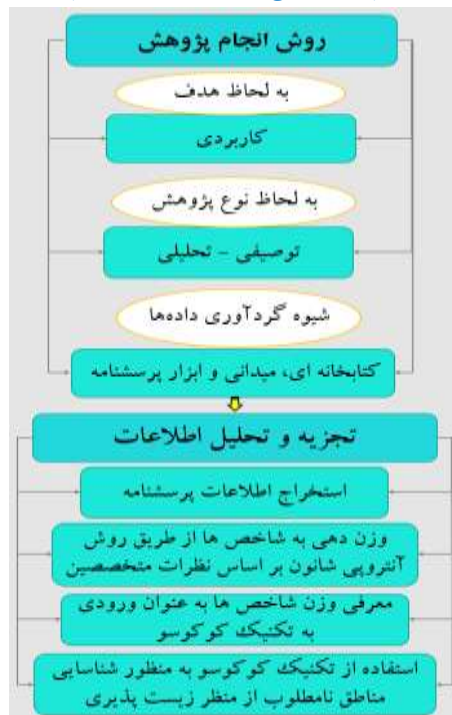 روش انجام پژوهش
به لحاظ هدف
کاربردی
به لحاظ نوع پژوهش
توصیفی - تحلیلی
شیوه گردآوری داده‌ها
کتابخانه ای، میدانی و ابزار پرسشنامه
تجزیه و تحلیل اطلاعات
استخراج اطلاعات پرسشنامه
وزن دهی به شاخص ها از طریق روش
آنتروپی شانون بر اساس نظرات متخصصین
معرفی وزن شاخص ها به عنوان ورودی
به تکنیک کوکوسو
استفاده از تکنیک کوکوسو به منظور شناسایی
مناطق نامطلوب از منظر زیست پذیری